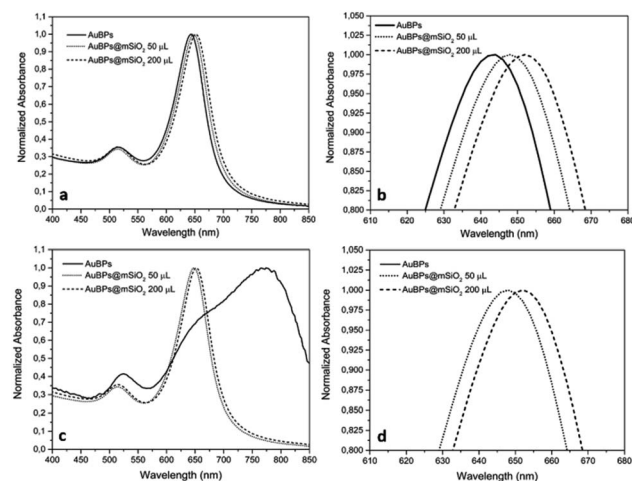 AuBPs
AuBPs@mSiO₂ 50 μL
AuBPs@mSiO₂ 200 μL
Normalized Absorbance
1,0
0,9
0,8
0,7
0,6
0,5
0,4
0,3
0,2
0,1
0,0
a
400 450 500 550 600 650 700 750 800 850
Wavelength (nm)
AuBPs
AuBPs@mSiO₂ 50 μL
AuBPs@mSiO₂ 200 μL
Normalized Absorbance
1,000
0,975
0,950
0,925
0,900
0,875
0,850
0,825
0,800
b
610 620 630 640 650 660 670 680
Wavelength (nm)
AuBPs
AuBPs@mSiO₂ 50 μL
AuBPs@mSiO₂ 200 μL
Normalized Absorbance
1,0
0,9
0,8
0,7
0,6
0,5
0,4
0,3
0,2
0,1
0,0
c
400 450 500 550 600 650 700 750 800 850
Wavelength (nm)
AuBPs
AuBPs@mSiO₂ 50 μL
AuBPs@mSiO₂ 200 μL
Normalized Absorbance
1,000
0,975
0,950
0,925
0,900
0,875
0,850
0,825
0,800
d
610 620 630 640 650 660 670 680
Wavelength (nm)